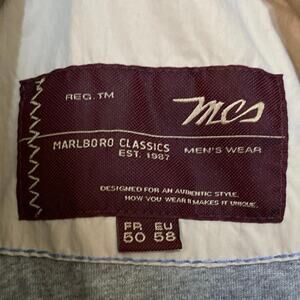 REG.TM
mcs
MARLBORO CLASSICS
EST. 1987
MEN'S WEAR
DESIGNED FOR AN AUTHENTIC STYLE.
HOW YOU WEAR IT MAKES IT UNIQUE.
FR EU
50 58